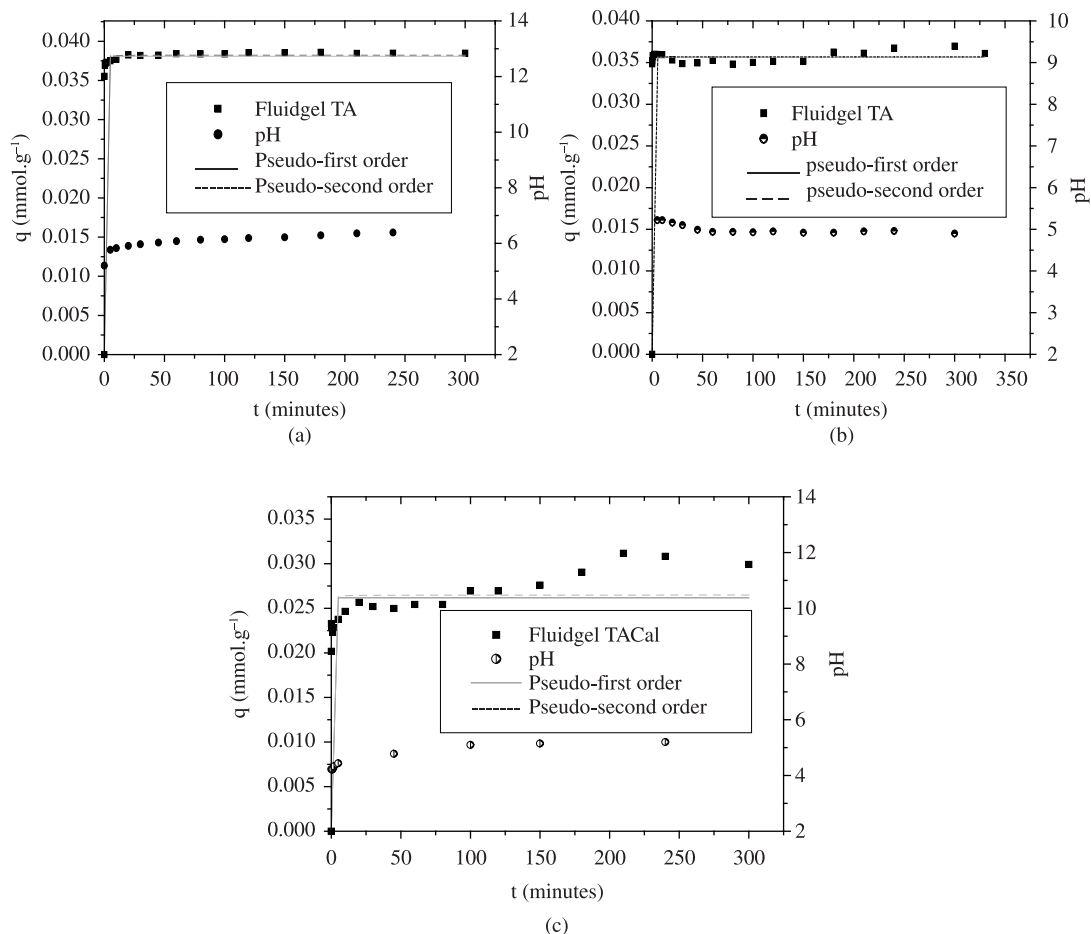 14
0.040
0.035
12
0.030
0.025
10
0.020
8
0.015
6
0.010
0.005
4
0.000
2
q (mmol.g⁻¹)
pH
Fluidgel TA
pH
Pseudo-first order
Pseudo-second order
0 50 100 150 200 250 300
t (minutes)
(a)
10
0.040
9
0.035
8
0.030
0.025
7
0.020
6
0.015
5
0.010
4
0.005
3
0.000
2
q (mmol.g⁻¹)
pH
Fluidgel TA
pH
pseudo-first order
pseudo-second order
0 50 100 150 200 250 300 350
t (minutes)
(b)
14
0.035
12
0.030
0.025
10
0.020
8
0.015
6
0.010
4
0.005
0.000
2
q (mmol.g⁻¹)
pH
Fluidgel TACal
pH
Pseudo-first order
Pseudo-second order
0 50 100 150 200 250 300
t (minutes)
(c)